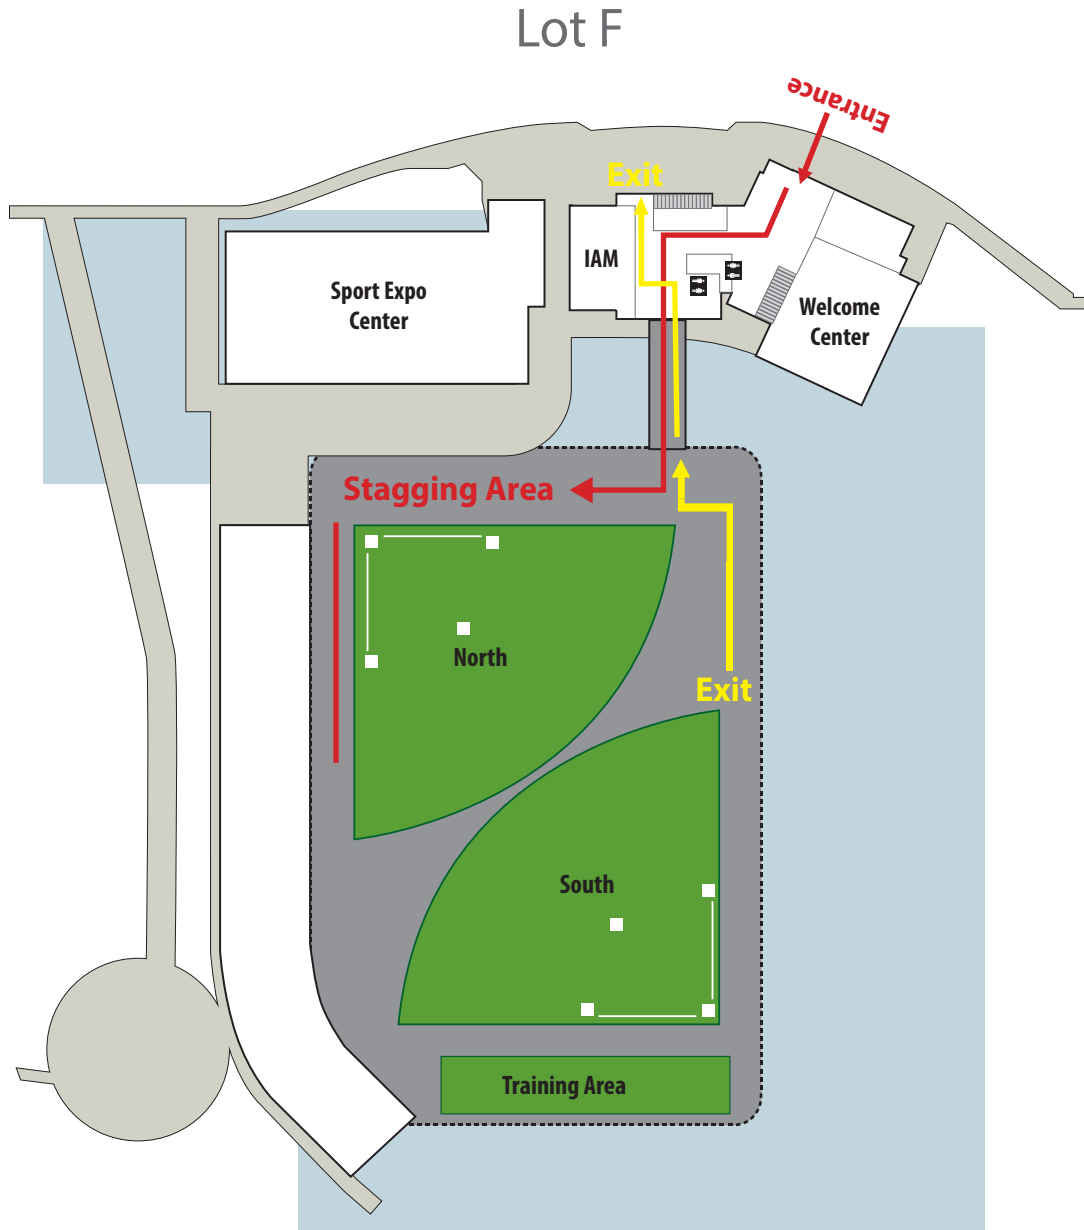 Lot F
Entrance
Exit
IAM
Sport Expo
Center
Welcome
Center
Stagging Area
North
Exit
South
Training Area